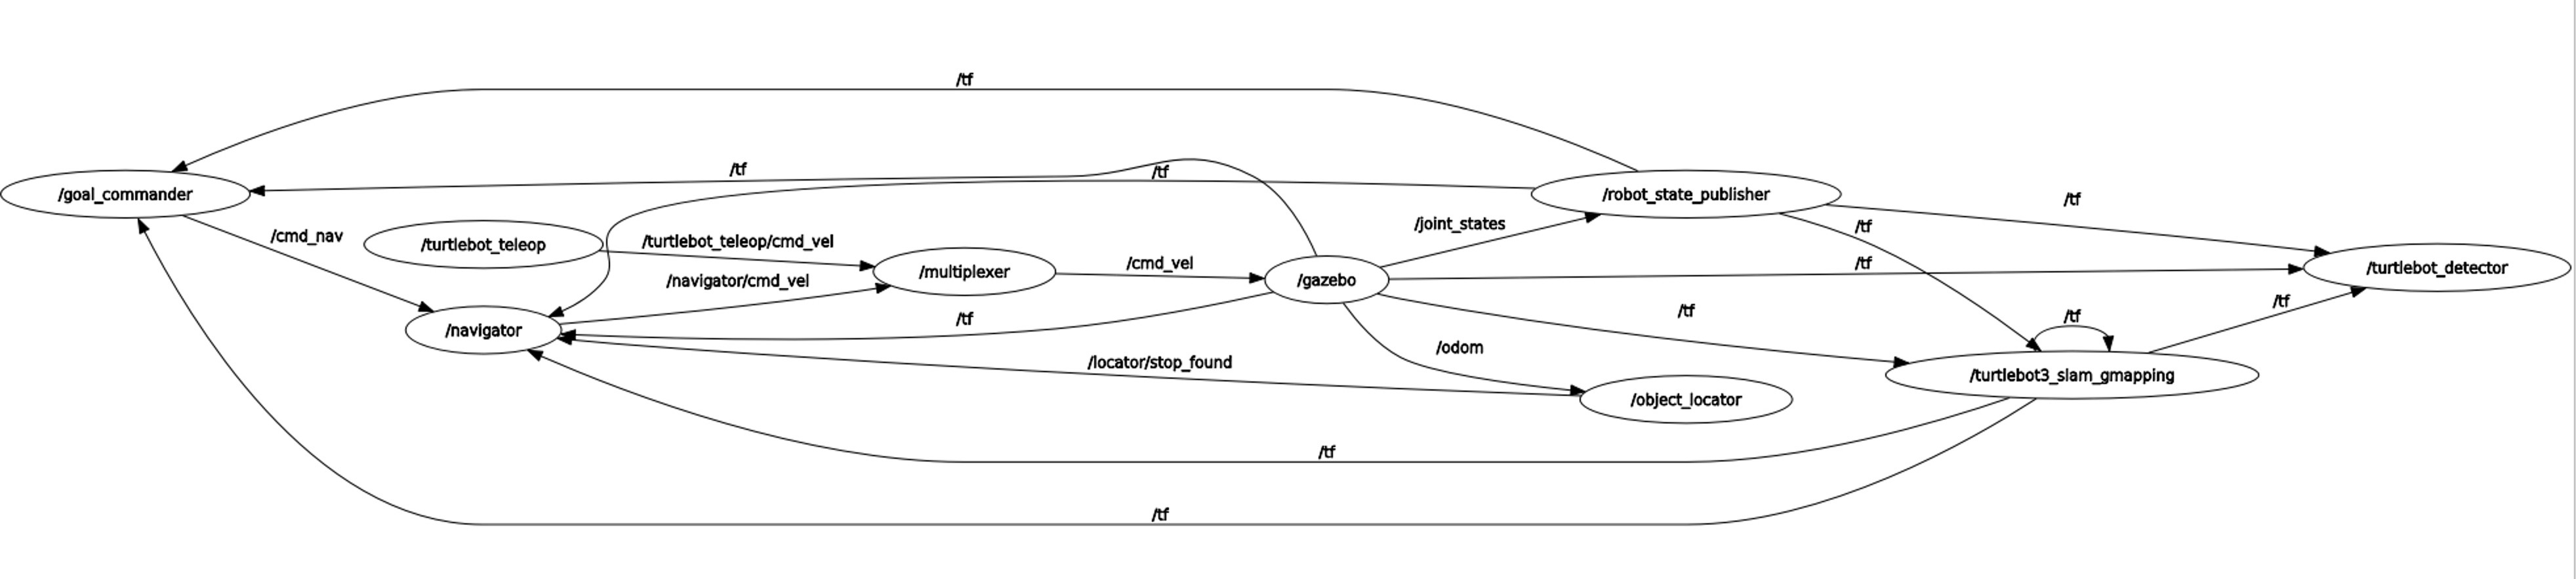 /tf
/tf
/tf
/goal_commander
/robot_state_publisher
/tf
/joint_states
/tf
/cmd_nav
/turtlebot_teleop
/turtlebot_teleop/cmd_vel
/multiplexer
/cmd_vel
/tf
/turtlebot_detector
/navigator/cmd_vel
/gazebo
/tf
/tf
/tf
/tf
/navigator
/odom
/locator/stop_found
/turtlebot3_slam_gmapping
/object_locator
/tf
/tf